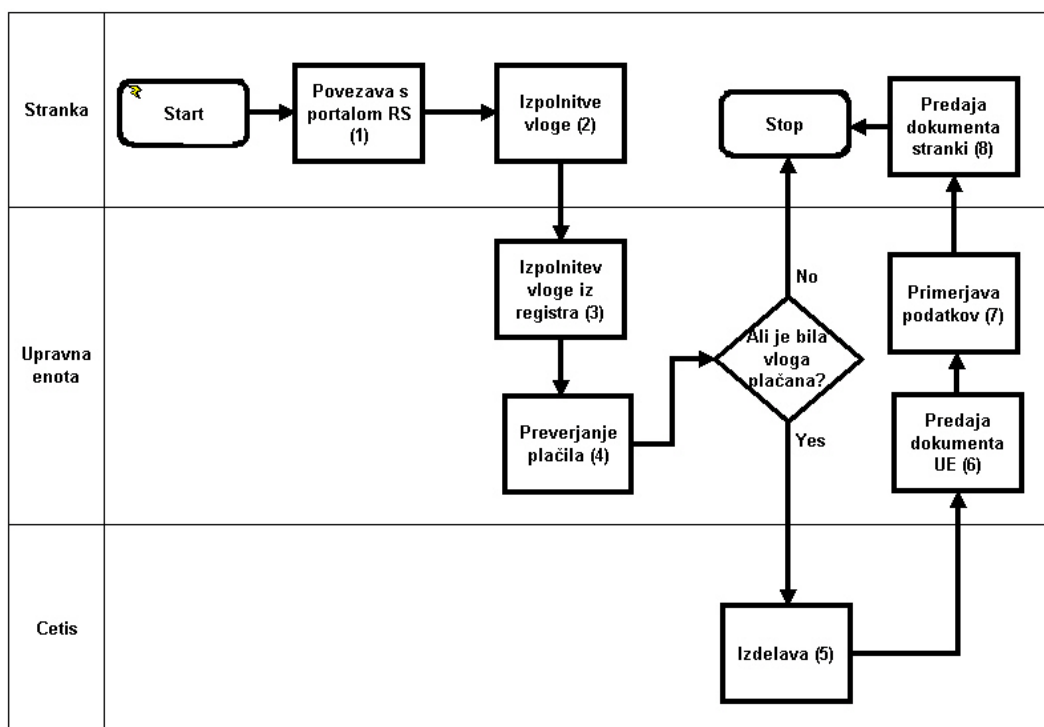 Stranka
Start
Povezava s
portalom RS
(1)
Izpolnitve
vloge (2)
Stop
Predaja
dokumenta
stranki (8)
Upravna
enota
Izpolnitev
vloge iz
registra (3)
Preverjanje
plačila (4)
No
Ali je bila
vloga
plačana?
Yes
Primerjava
podatkov (7)
Predaja
dokumenta
UE (6)
Cetis
Izdelava (5)